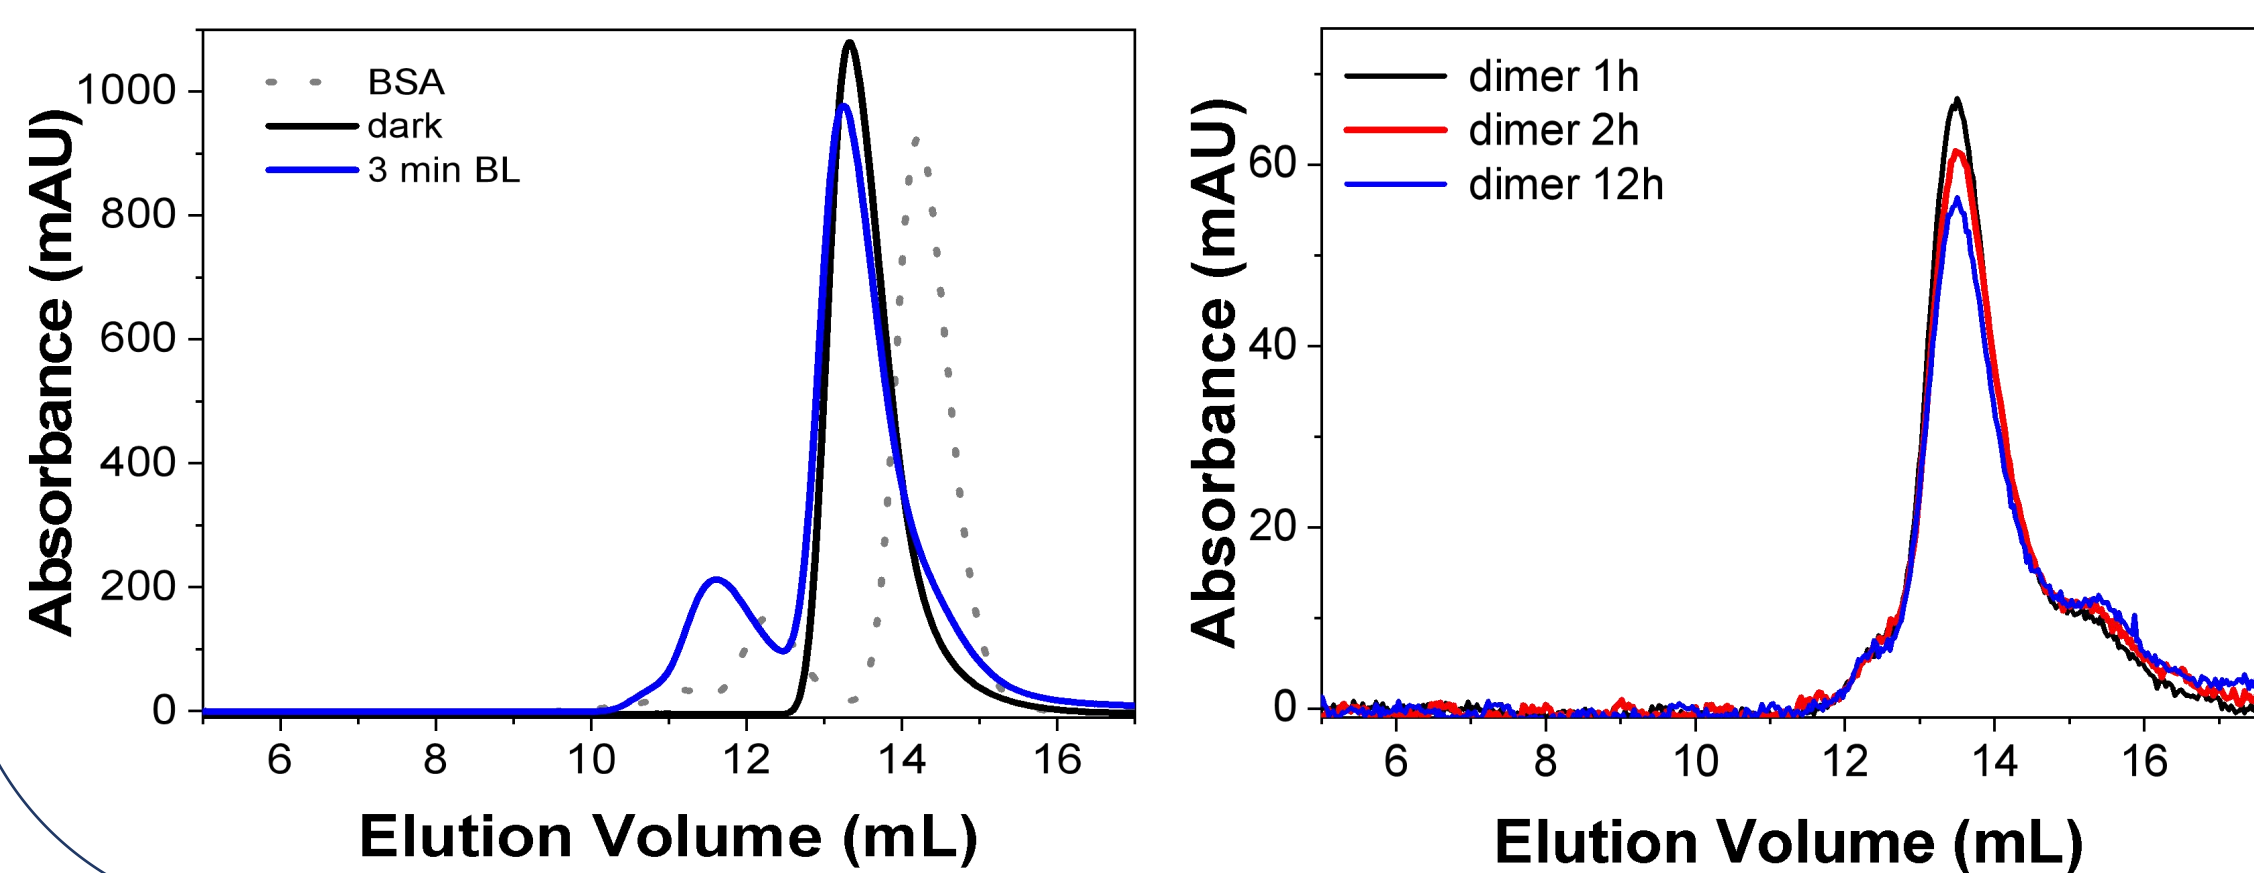 Absorbance (mAU)
1000
800
600
400
200
0
BSA
dark
3 min BL
6
8
10
12
14
16
Elution Volume (mL)
Absorbance (mAU)
60
40
20
0
dimer 1h
dimer 2h
dimer 12h
6
8
10
12
14
16
Elution Volume (mL)